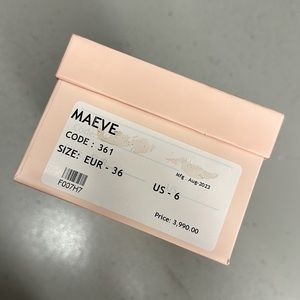 MAEVE
CODE : 361
Mfg - Aug-2023
SIZE: EUR - 36
US - 6
F007H7
Price: 3,990.00